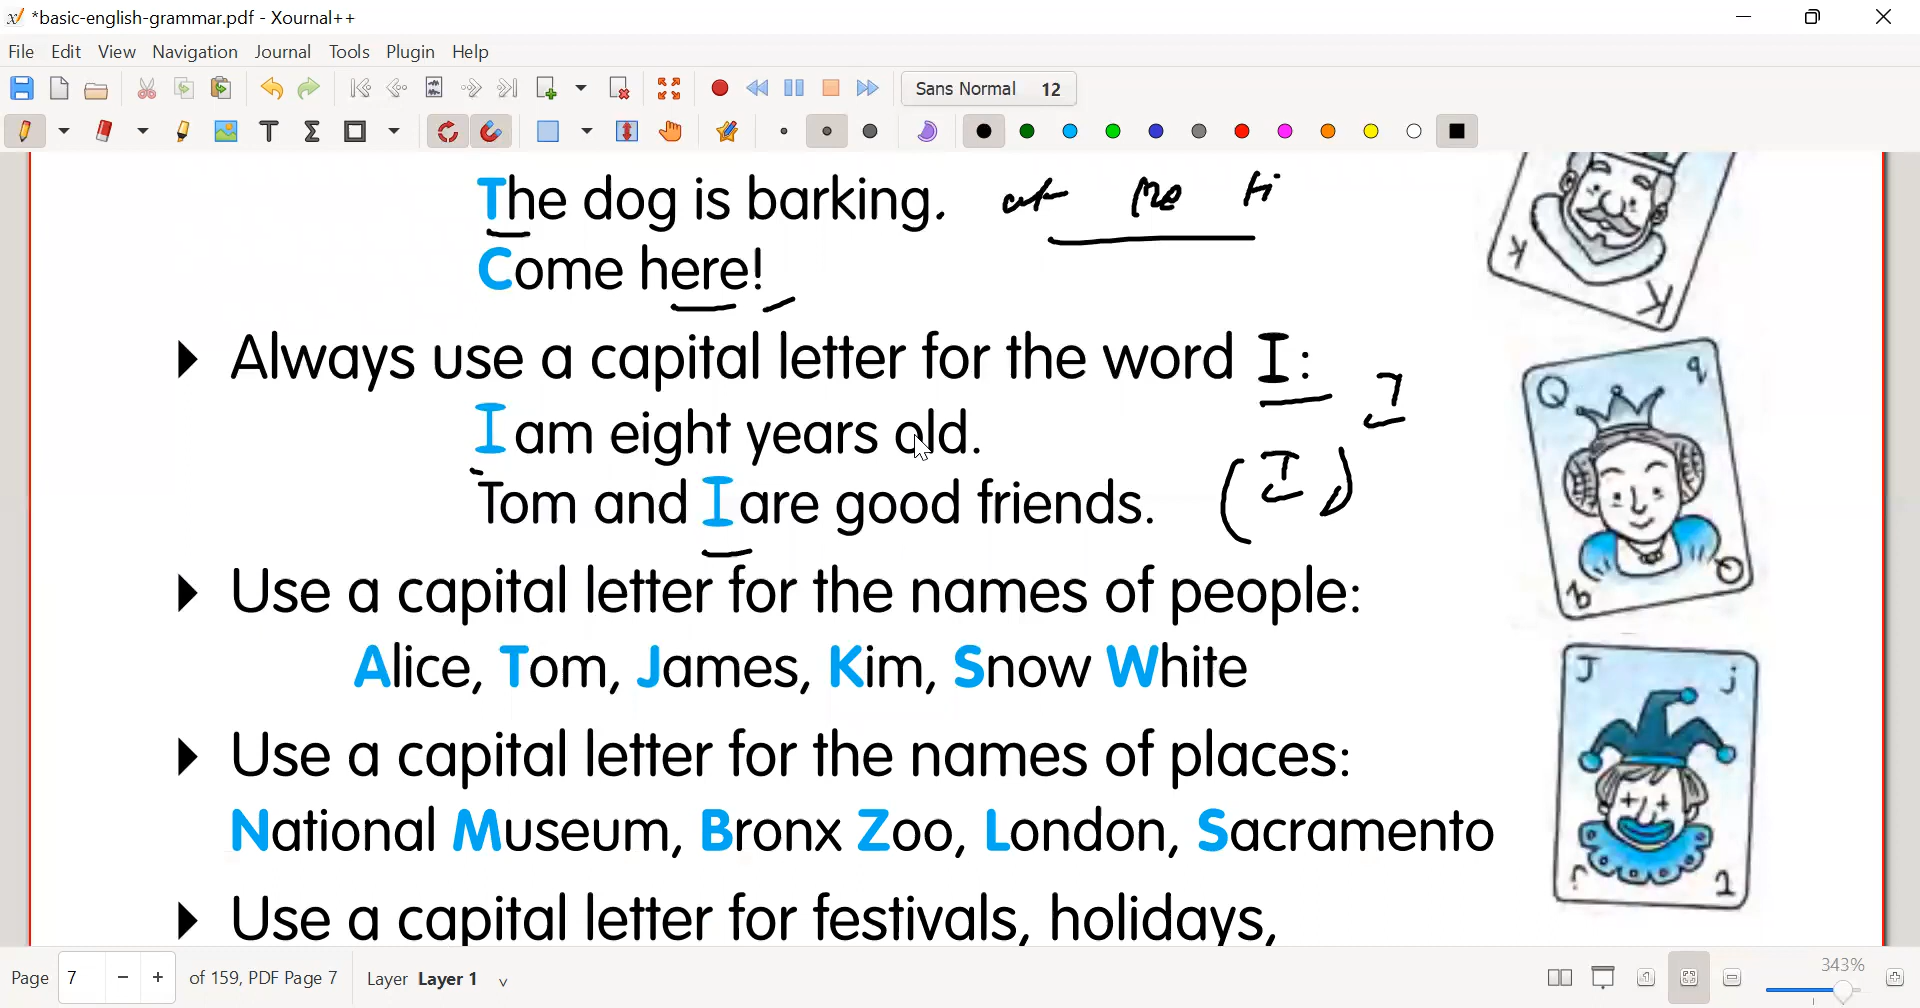 *basic-english-grammar.pdf - Xournal++
File Edit View Navigation Journal Tools Plugin Help
Sans Normal 12
The dog is barking. at me
Come here!
K
K
Always use a capital letter for the word I:
I
I am eight years old.
Tom and I are good friends. (I)
Q q
Use a capital letter for the names of people:
Alice, Tom, James, Kim, Snow White
J j
Use a capital letter for the names of places:
National Museum, Bronx Zoo, London, Sacramento
Use a capital letter for festivals, holidays,
Page 7 − + of 159, PDF Page 7 Layer Layer 1 343%